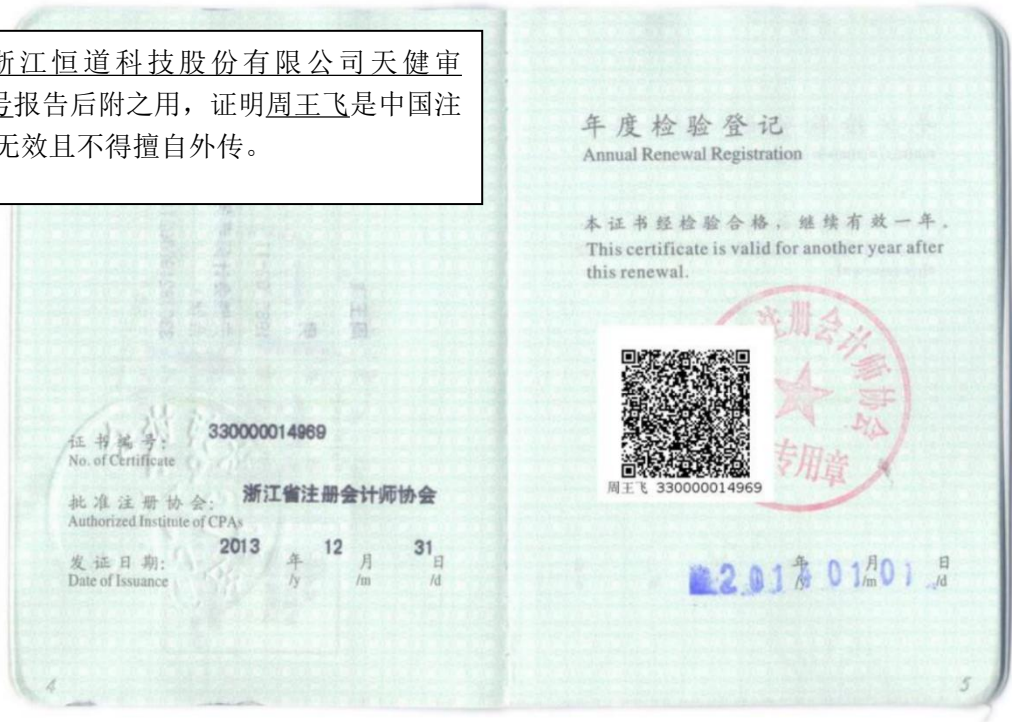 浙江恒道科技股份有限公司天健审
号报告后附之用，证明周王飞是中国注
无效且不得擅自外传。
证书编号: 330000014969
No. of Certificate
批准注册协会: 浙江省注册会计师协会
Authorized Institute of CPAs
发证日期: 2013 年 12 月 31 日
Date of Issuance /y /m /d
4
年度检验登记
Annual Renewal Registration
本证书经检验合格，继续有效一年。
This certificate is valid for another year after
this renewal.
注册会计师协会
专用章
周王飞 330000014969
年 月 日
01 01
/y /m /d
5